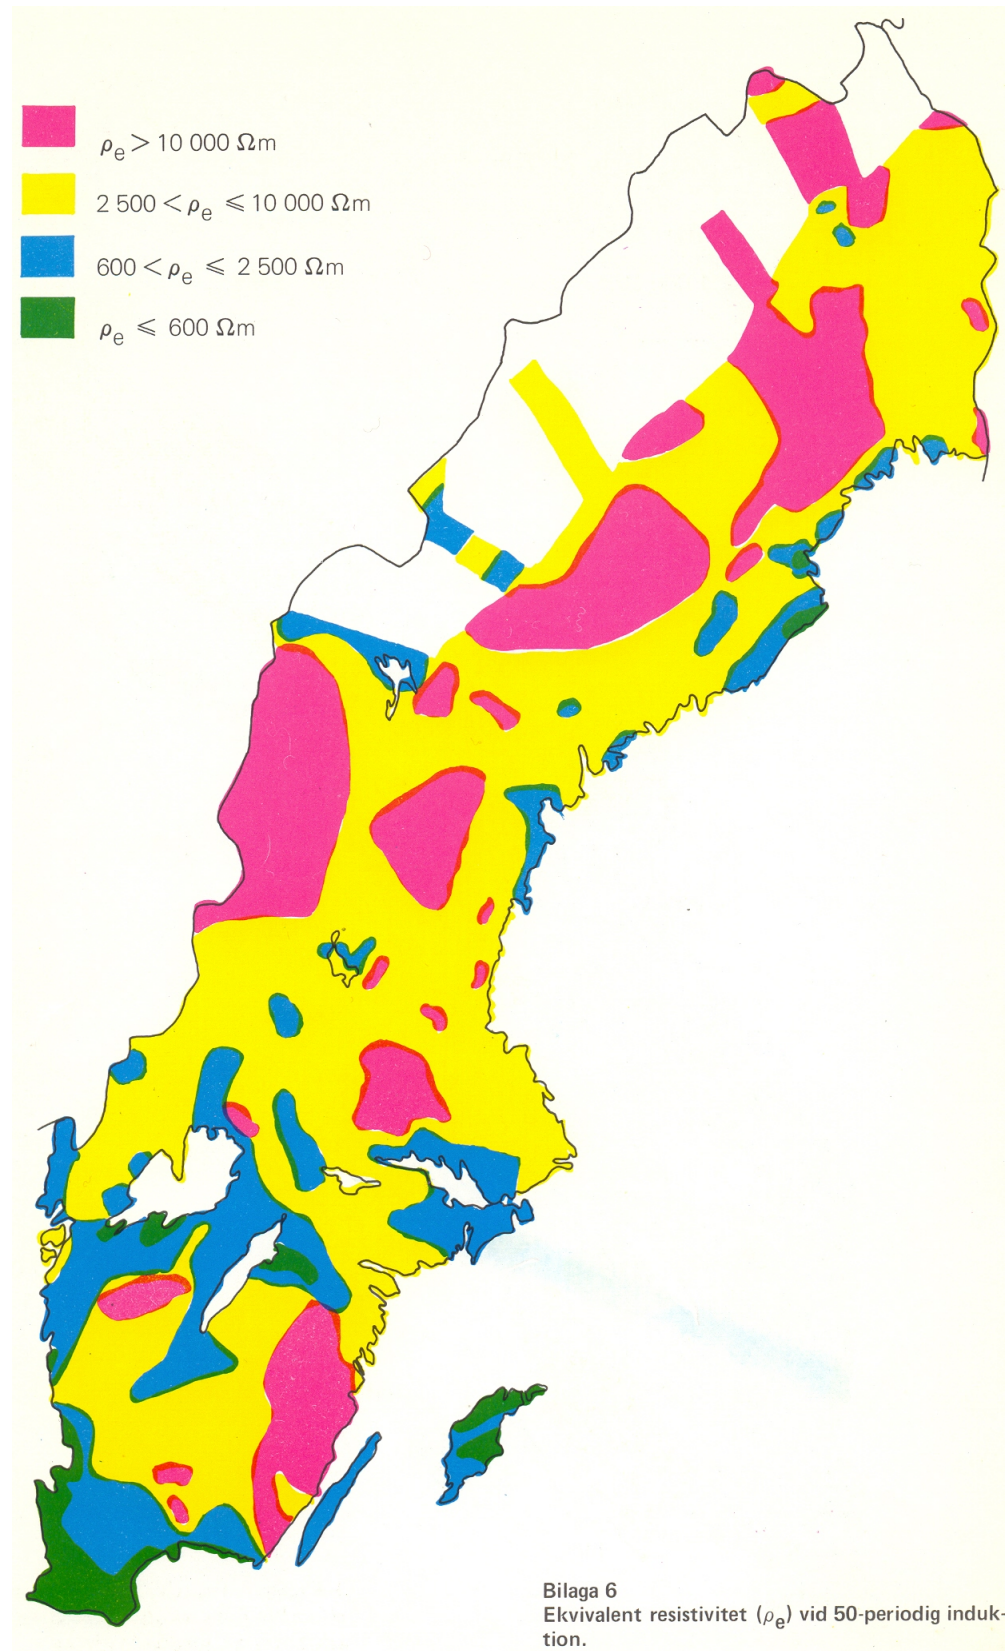 ρe > 10 000 Ωm
2 500 < ρe ⩽ 10 000 Ωm
600 < ρe ⩽ 2 500 Ωm
ρe ⩽ 600 Ωm
Bilaga 6
Ekvivalent resistivitet (ρe) vid 50-periodig induk-
tion.